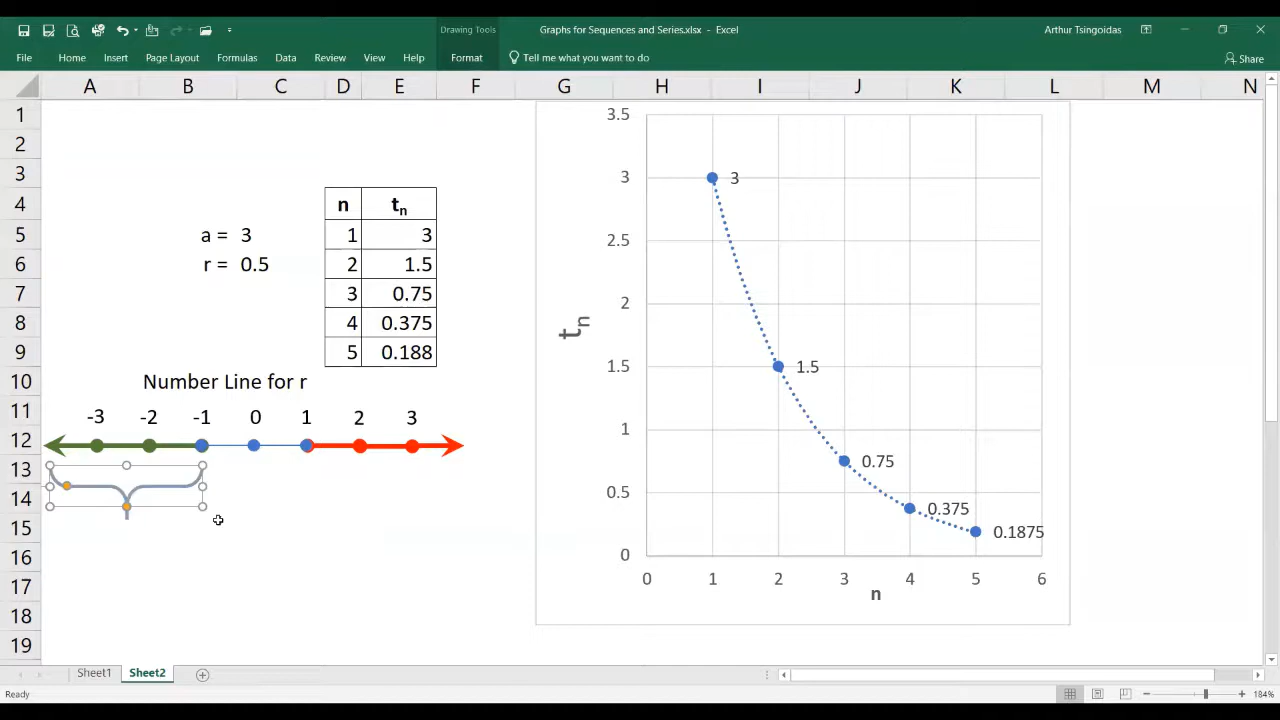 Drawing Tools
Graphs for Sequences and Series.xlsx - Excel
Arthur Tsingoidas
File Home Insert Page Layout Formulas Data Review View Help Format Tell me what you want to do Share
A B C D E F G H I J K L M N
1
2
3
4
5
6
7
8
9
10
11
12
13
14
15
16
17
18
19
n tn
a = 3 1 3
r = 0.5 2 1.5
3 0.75
4 0.375
5 0.188
Number Line for r
-3 -2 -1 0 1 2 3
3.5
3
2.5
2
1.5
1
0.5
0
tn
3
1.5
0.75
0.375
0.1875
0 1 2 3 4 5 6
n
Sheet1 Sheet2
Ready
184%